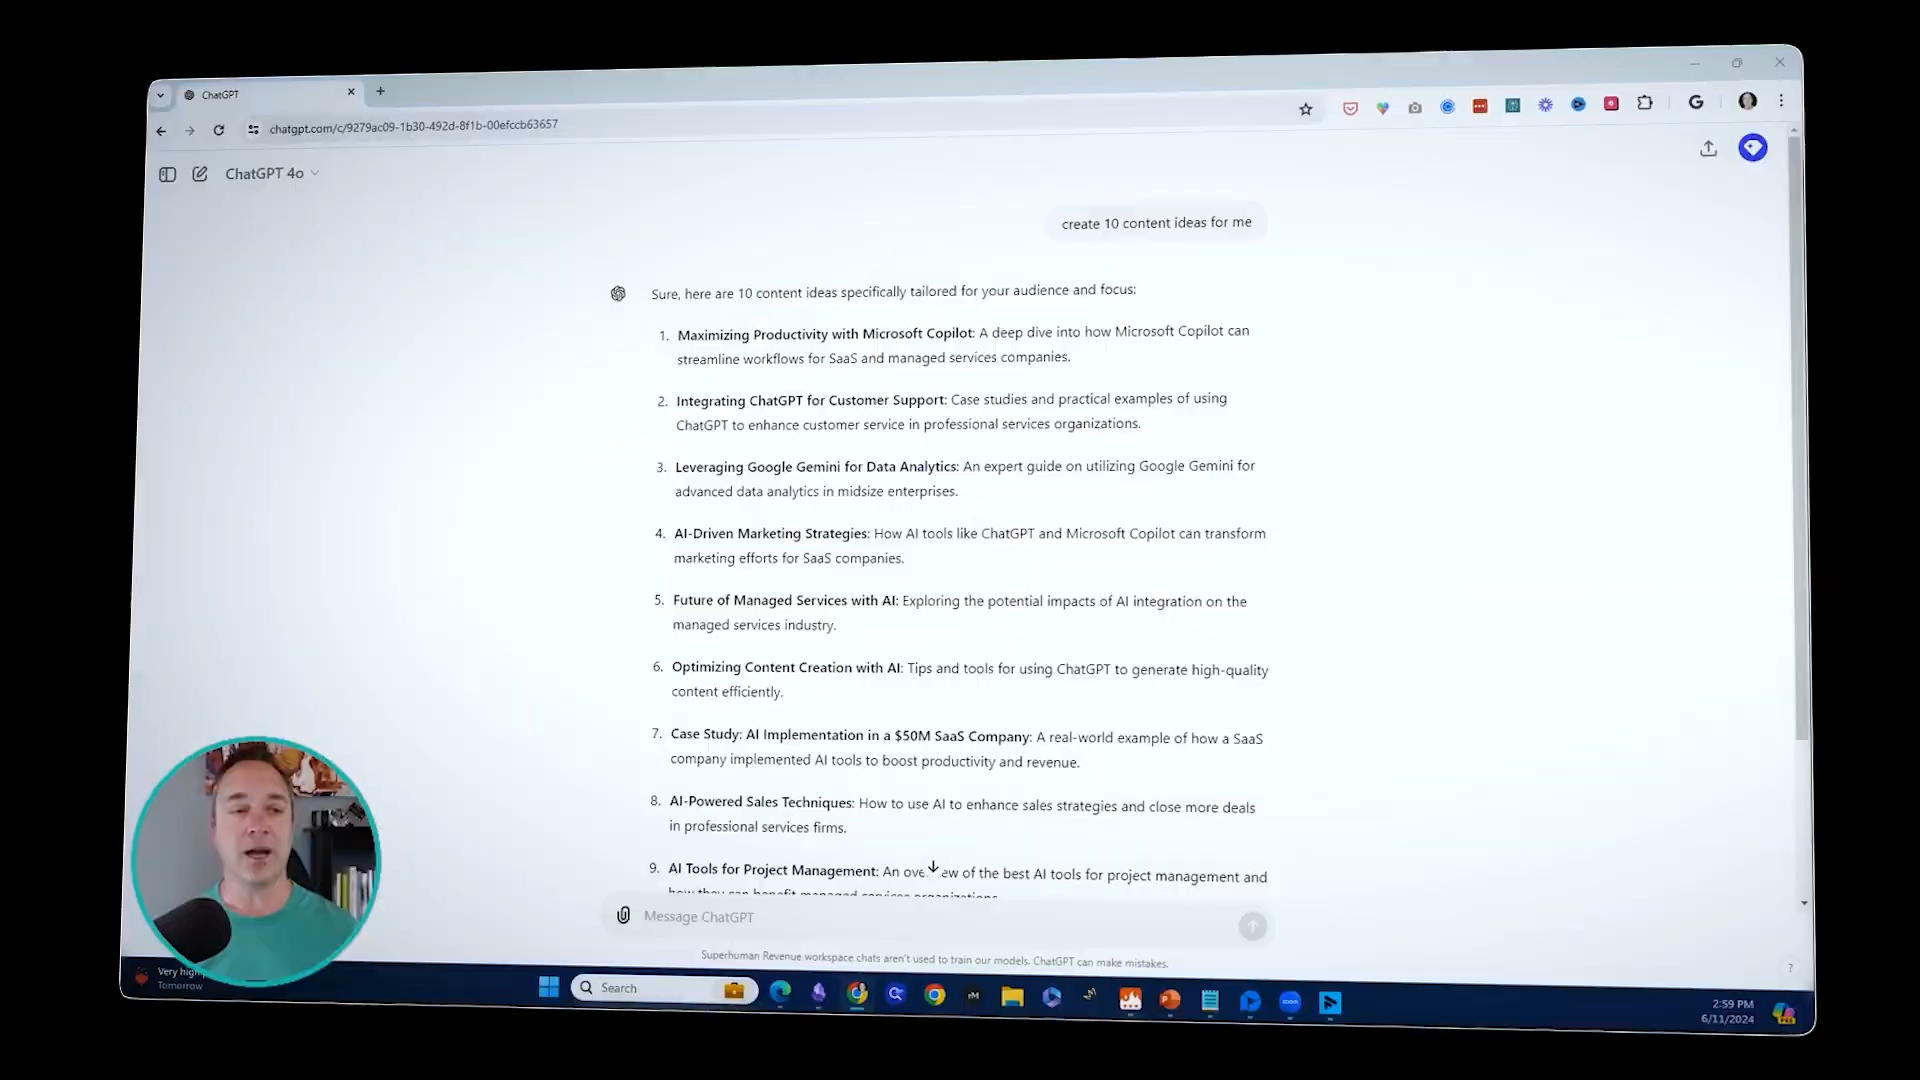 ChatGPT
chatgpt.com/c/9279ac09-1b30-492d-8f1b-00efccb63657
ChatGPT 4o
create 10 content ideas for me
Sure, here are 10 content ideas specifically tailored for your audience and focus:
1. Maximizing Productivity with Microsoft Copilot: A deep dive into how Microsoft Copilot can
streamline workflows for SaaS and managed services companies.
2. Integrating ChatGPT for Customer Support: Case studies and practical examples of using
ChatGPT to enhance customer service in professional services organizations.
3. Leveraging Google Gemini for Data Analytics: An expert guide on utilizing Google Gemini for
advanced data analytics in midsize enterprises.
4. AI-Driven Marketing Strategies: How AI tools like ChatGPT and Microsoft Copilot can transform
marketing efforts for SaaS companies.
5. Future of Managed Services with AI: Exploring the potential impacts of AI integration on the
managed services industry.
6. Optimizing Content Creation with AI: Tips and tools for using ChatGPT to generate high-quality
content efficiently.
7. Case Study: AI Implementation in a $50M SaaS Company: A real-world example of how a SaaS
company implemented AI tools to boost productivity and revenue.
8. AI-Powered Sales Techniques: How to use AI to enhance sales strategies and close more deals
in professional services firms.
9. AI Tools for Project Management: An overview of the best AI tools for project management and
how they can benefit managed services organizations.
Message ChatGPT
Superhuman Revenue workspace chats aren't used to train our models. ChatGPT can make mistakes.
?
Very high
Tomorrow
Search
2:59 PM
6/11/2024